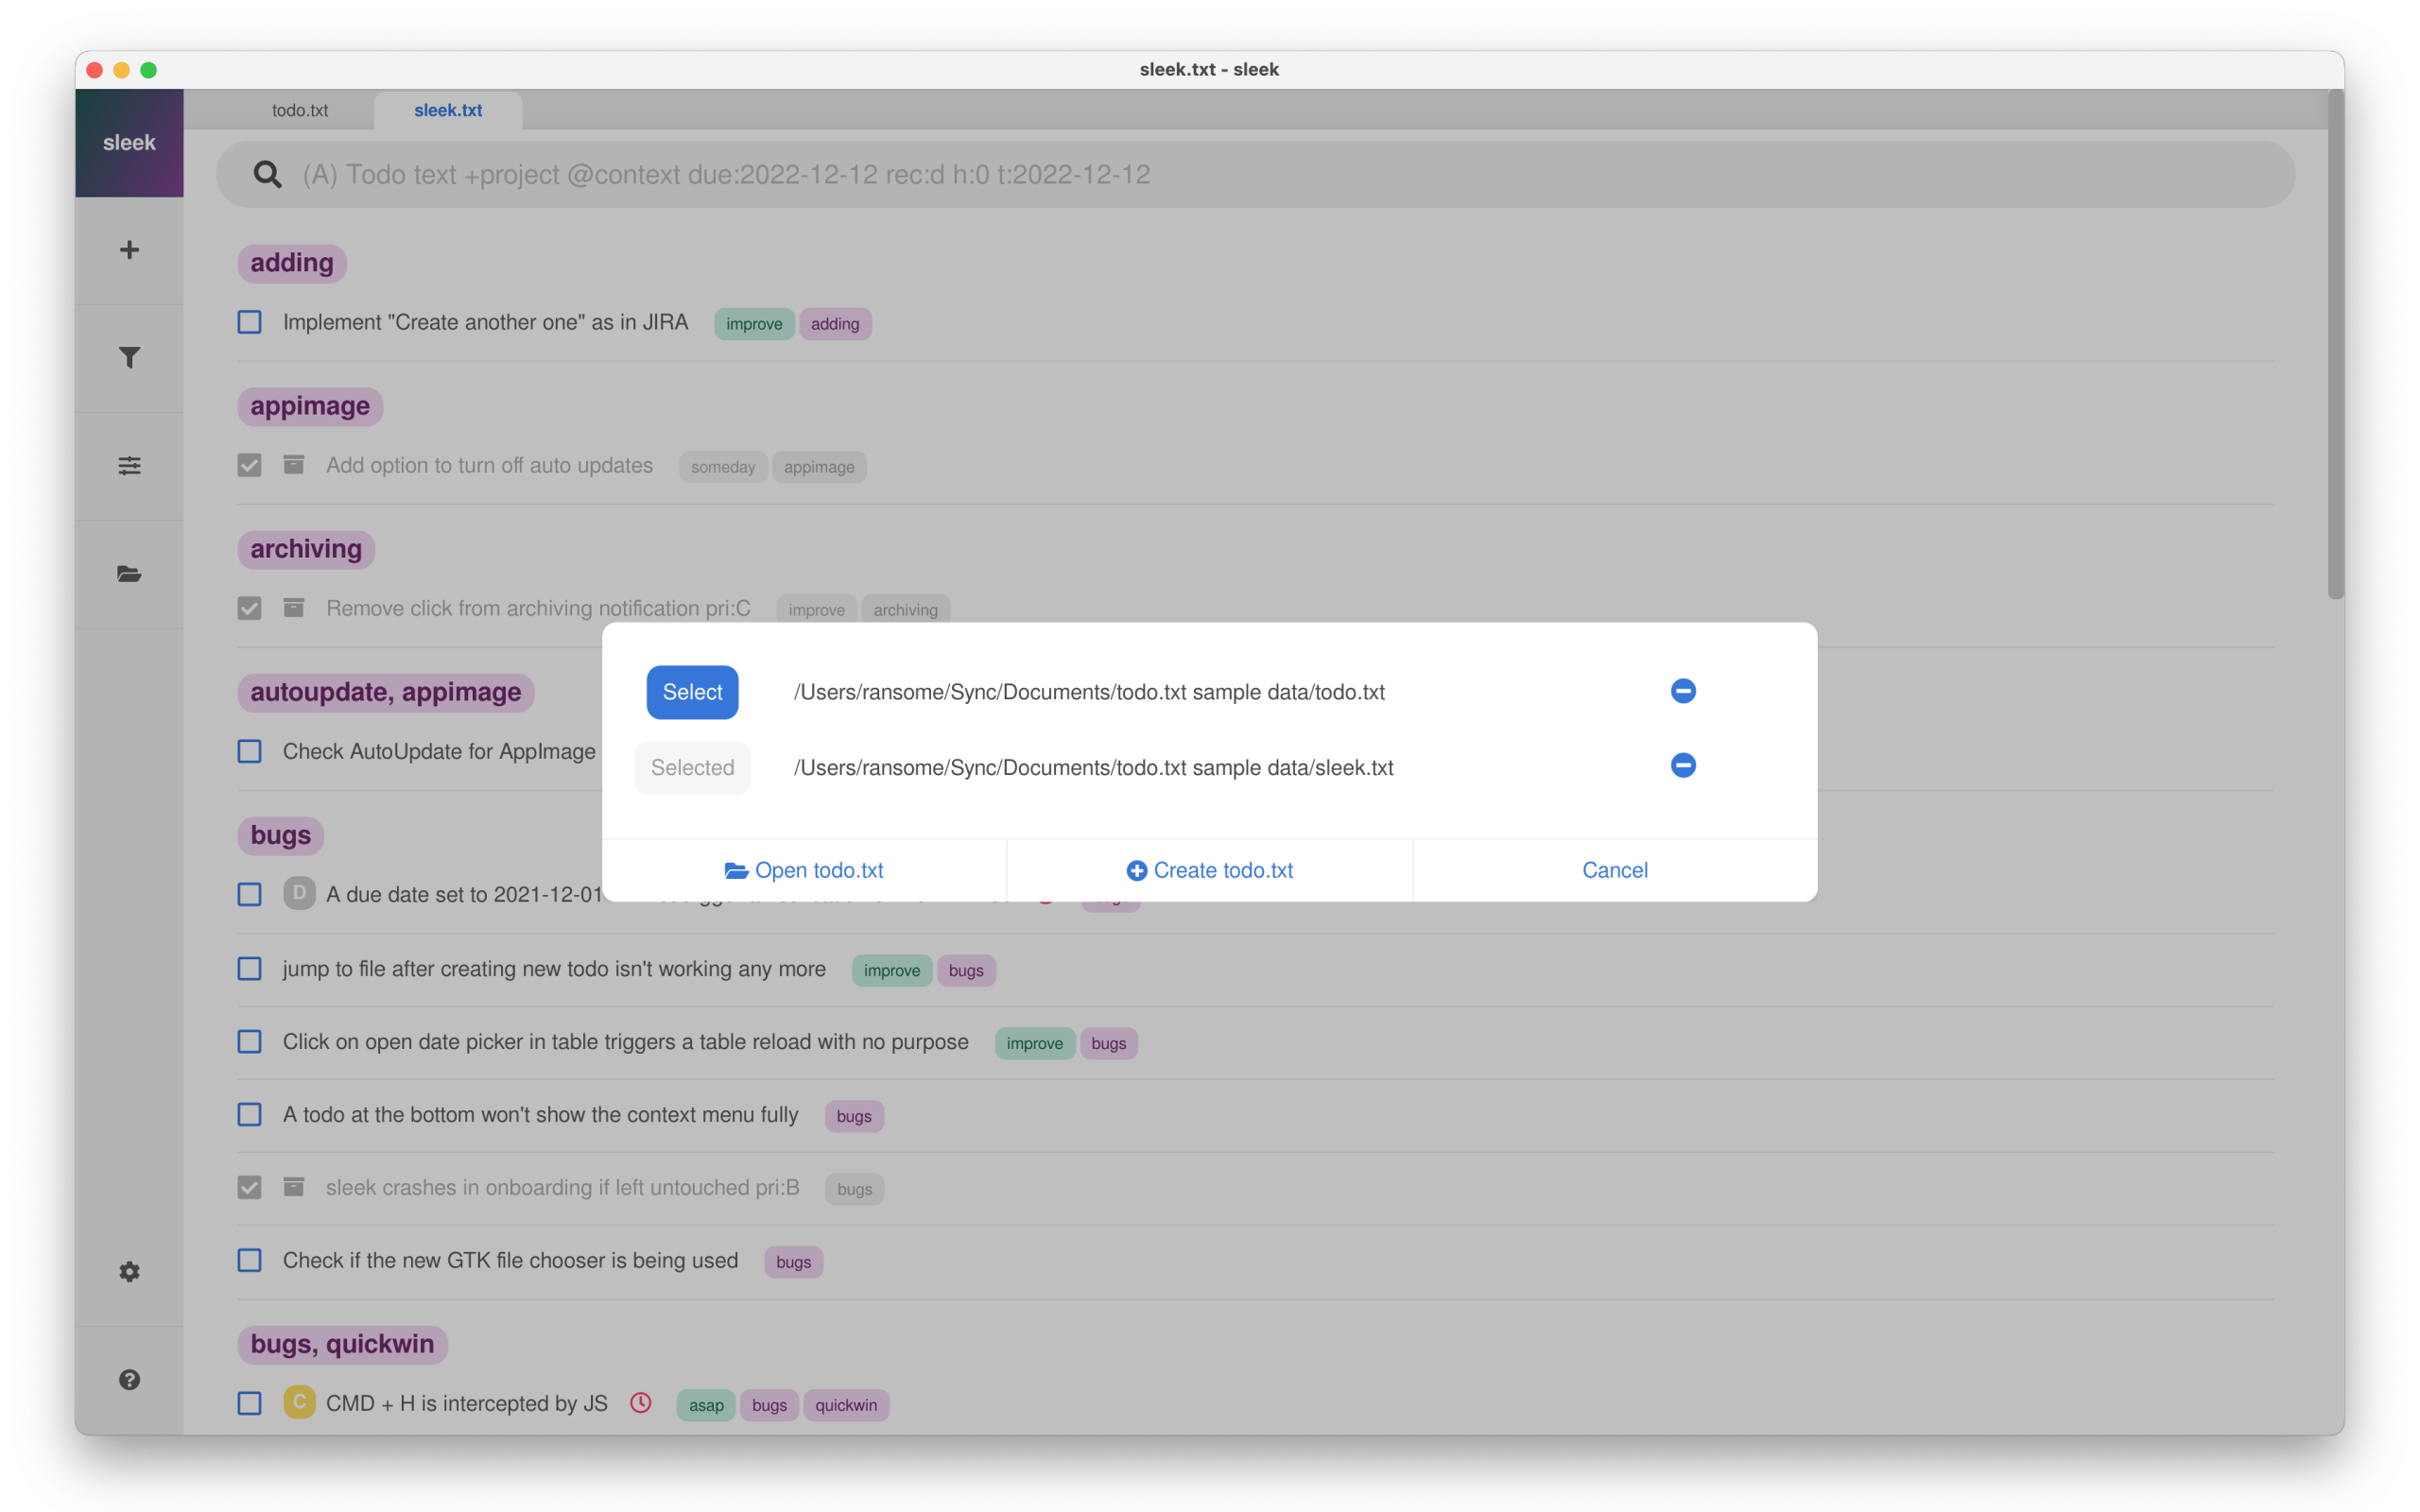 sleek.txt - sleek
sleek
todo.txt
sleek.txt
(A) Todo text +project @context due:2022-12-12 rec:d h:0 t:2022-12-12
adding
Implement "Create another one" as in JIRA improve adding
appimage
Add option to turn off auto updates someday appimage
archiving
Remove click from archiving notification pri:C improve archiving
autoupdate, appimage
Check AutoUpdate for AppImage
Select /Users/ransome/Sync/Documents/todo.txt sample data/todo.txt
Selected /Users/ransome/Sync/Documents/todo.txt sample data/sleek.txt
Open todo.txt
Create todo.txt
Cancel
bugs
D A due date set to 2021-12-01
jump to file after creating new todo isn't working any more improve bugs
Click on open date picker in table triggers a table reload with no purpose improve bugs
A todo at the bottom won't show the context menu fully bugs
sleek crashes in onboarding if left untouched pri:B bugs
Check if the new GTK file chooser is being used bugs
bugs, quickwin
C CMD + H is intercepted by JS asap bugs quickwin